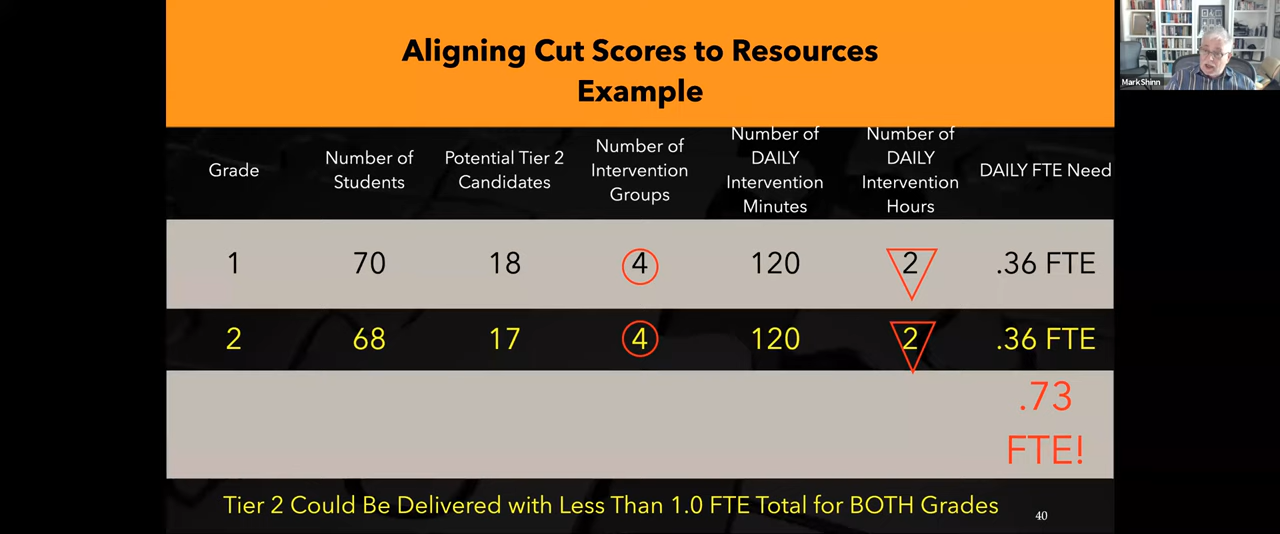 Aligning Cut Scores to Resources
Example
Mark Shinn
Grade
Number of
Students
Potential Tier 2
Candidates
Number of
Intervention
Groups
Number of
DAILY
Intervention
Minutes
Number of
DAILY
Intervention
Hours
DAILY FTE Need
1 70 18 4 120 2 .36 FTE
2 68 17 4 120 2 .36 FTE
.73
FTE!
Tier 2 Could Be Delivered with Less Than 1.0 FTE Total for BOTH Grades
40